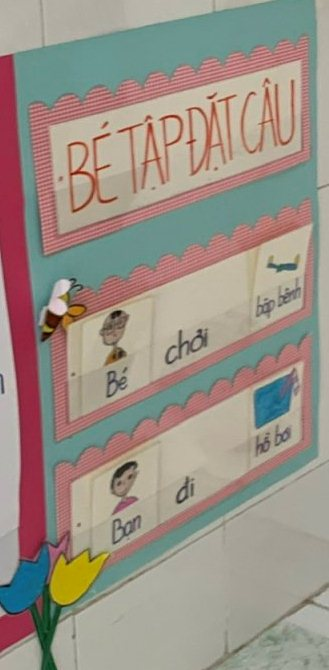 BÉ TẬP ĐẶT CÂU
Bé chơi bập bênh
Bạn đi hồ bơi